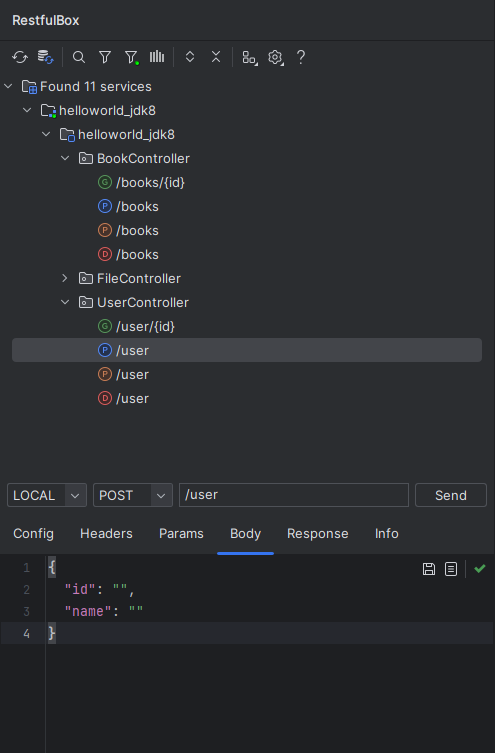 RestfulBox
Found 11 services
helloworld_jdk8
helloworld_jdk8
BookController
G /books/{id}
P /books
P /books
D /books
FileController
UserController
G /user/{id}
P /user
P /user
D /user
LOCAL POST /user Send
Config Headers Params Body Response Info
1 {
2 "id": "",
3 "name": ""
4 }